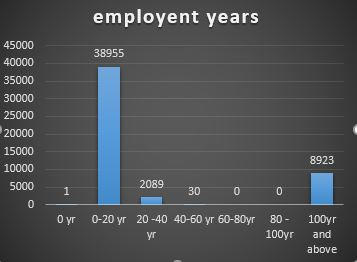 employent years
45000
40000
35000
30000
25000
20000
15000
10000
5000
0
1
38955
2089
30
0
0
8923
0 yr
0-20 yr
20 -40
yr
40-60 yr
60-80yr
80 -
100yr
100yr
and
above